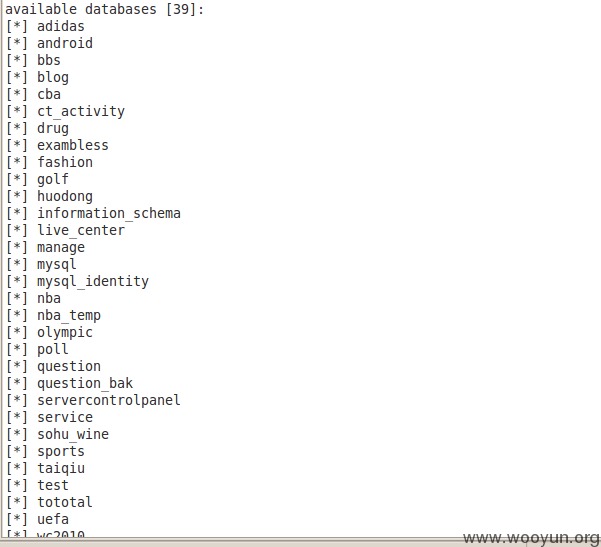 available databases [39]:
[*] adidas
[*] android
[*] bbs
[*] blog
[*] cba
[*] ct_activity
[*] drug
[*] exambless
[*] fashion
[*] golf
[*] huodong
[*] information_schema
[*] live_center
[*] manage
[*] mysql
[*] mysql_identity
[*] nba
[*] nba_temp
[*] olympic
[*] poll
[*] question
[*] question_bak
[*] servercontrolpanel
[*] service
[*] sohu_wine
[*] sports
[*] taiqiu
[*] test
[*] tototal
[*] uefa
[*] wc2010
www.wooyun.org